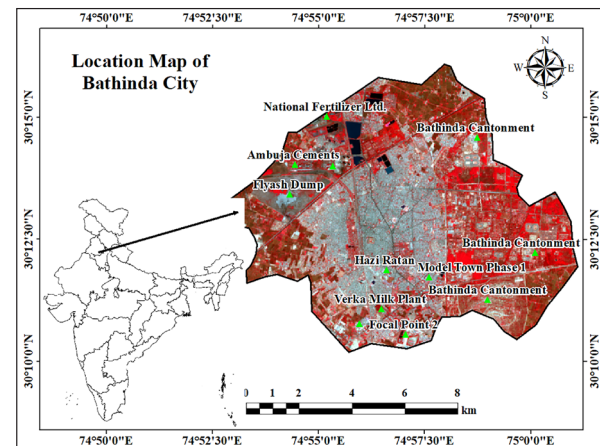 74°50'0"E 74°52'30"E 74°55'0"E 74°57'30"E 75°0'0"E
Location Map of
Bathinda City
N
W E
S
30°15'0"N
30°12'30"N
30°10'0"N
National Fertilizer Ltd.
Bathinda Cantonment
Ambuja Cements
Flyash Dump
Bathinda Cantonment
Hazi Ratan
Model Town Phase 1
Bathinda Cantonment
Verka Milk Plant
Focal Point 2
30°15'0"N
30°12'30"N
30°10'0"N
0 1 2 4 6 8
km
74°50'0"E 74°52'30"E 74°55'0"E 74°57'30"E 75°0'0"E